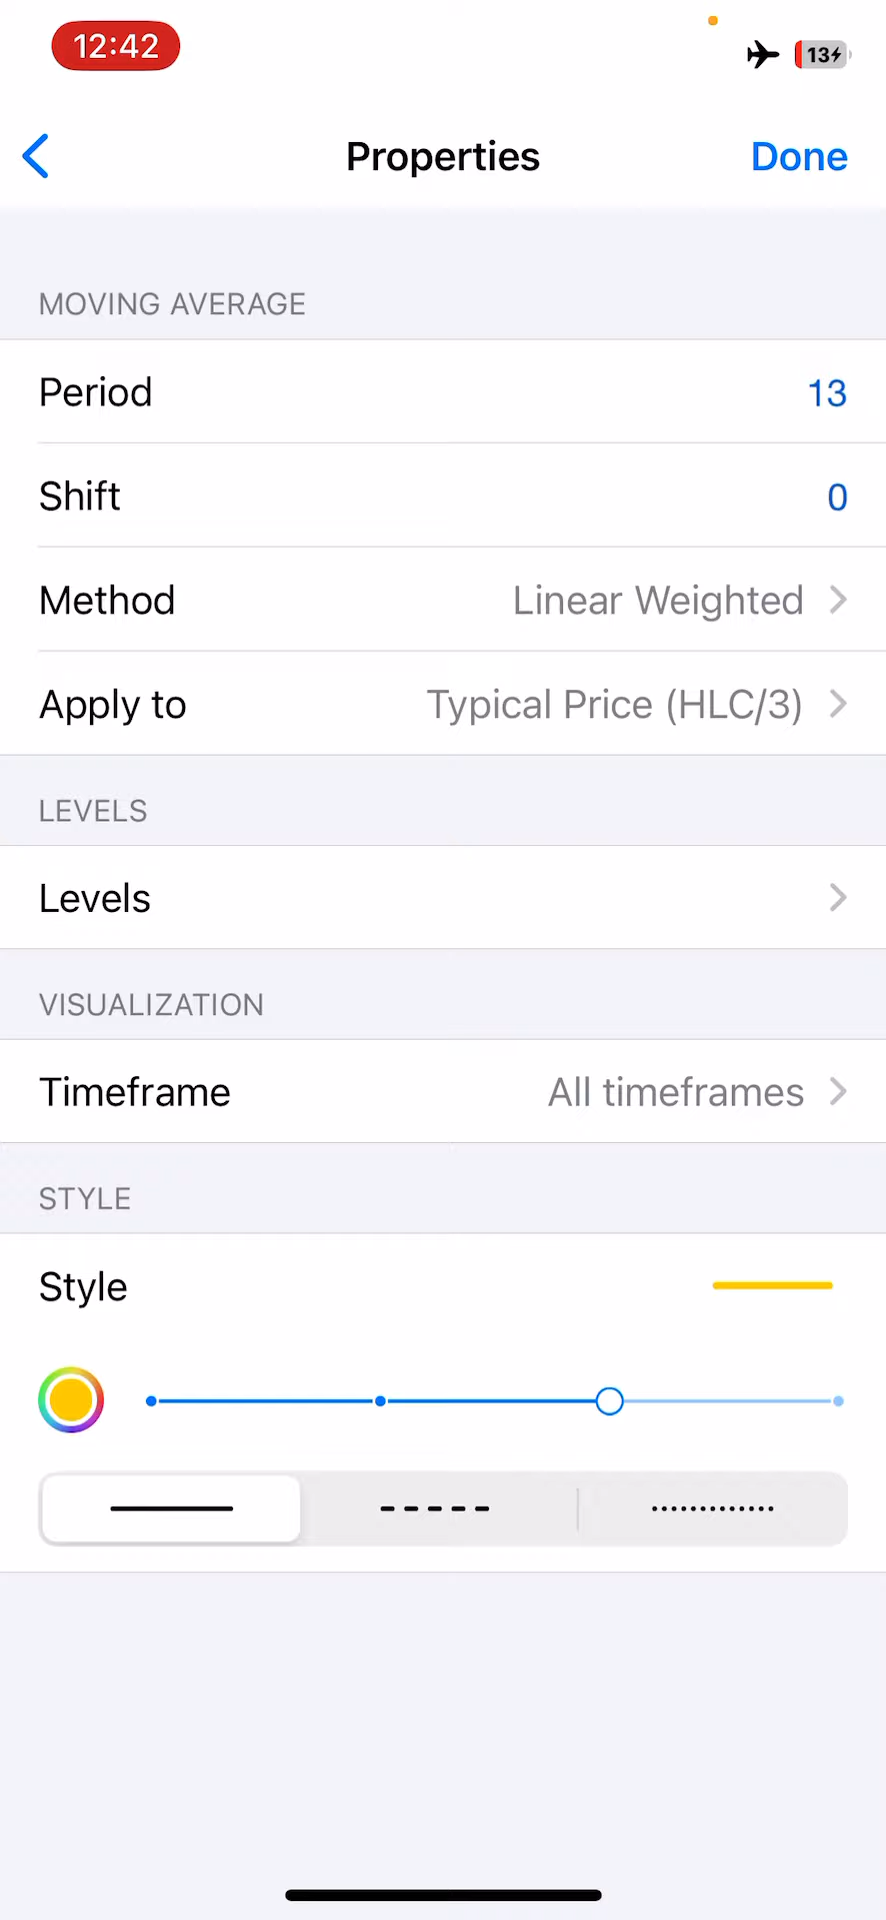 12:42
13
Properties
Done
MOVING AVERAGE
Period
13
Shift
0
Method
Linear Weighted
Apply to
Typical Price (HLC/3)
LEVELS
Levels
VISUALIZATION
Timeframe
All timeframes
STYLE
Style